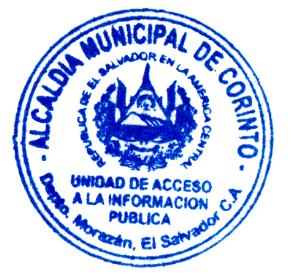 ALCALDIA MUNICIPAL DE CORINTO
REPUBLICA DE EL SALVADOR EN LA AMERICA CENTRAL
UNIDAD DE ACCESO
A LA INFORMACION
PUBLICA
Depto. Morazán, El Salvador C.A